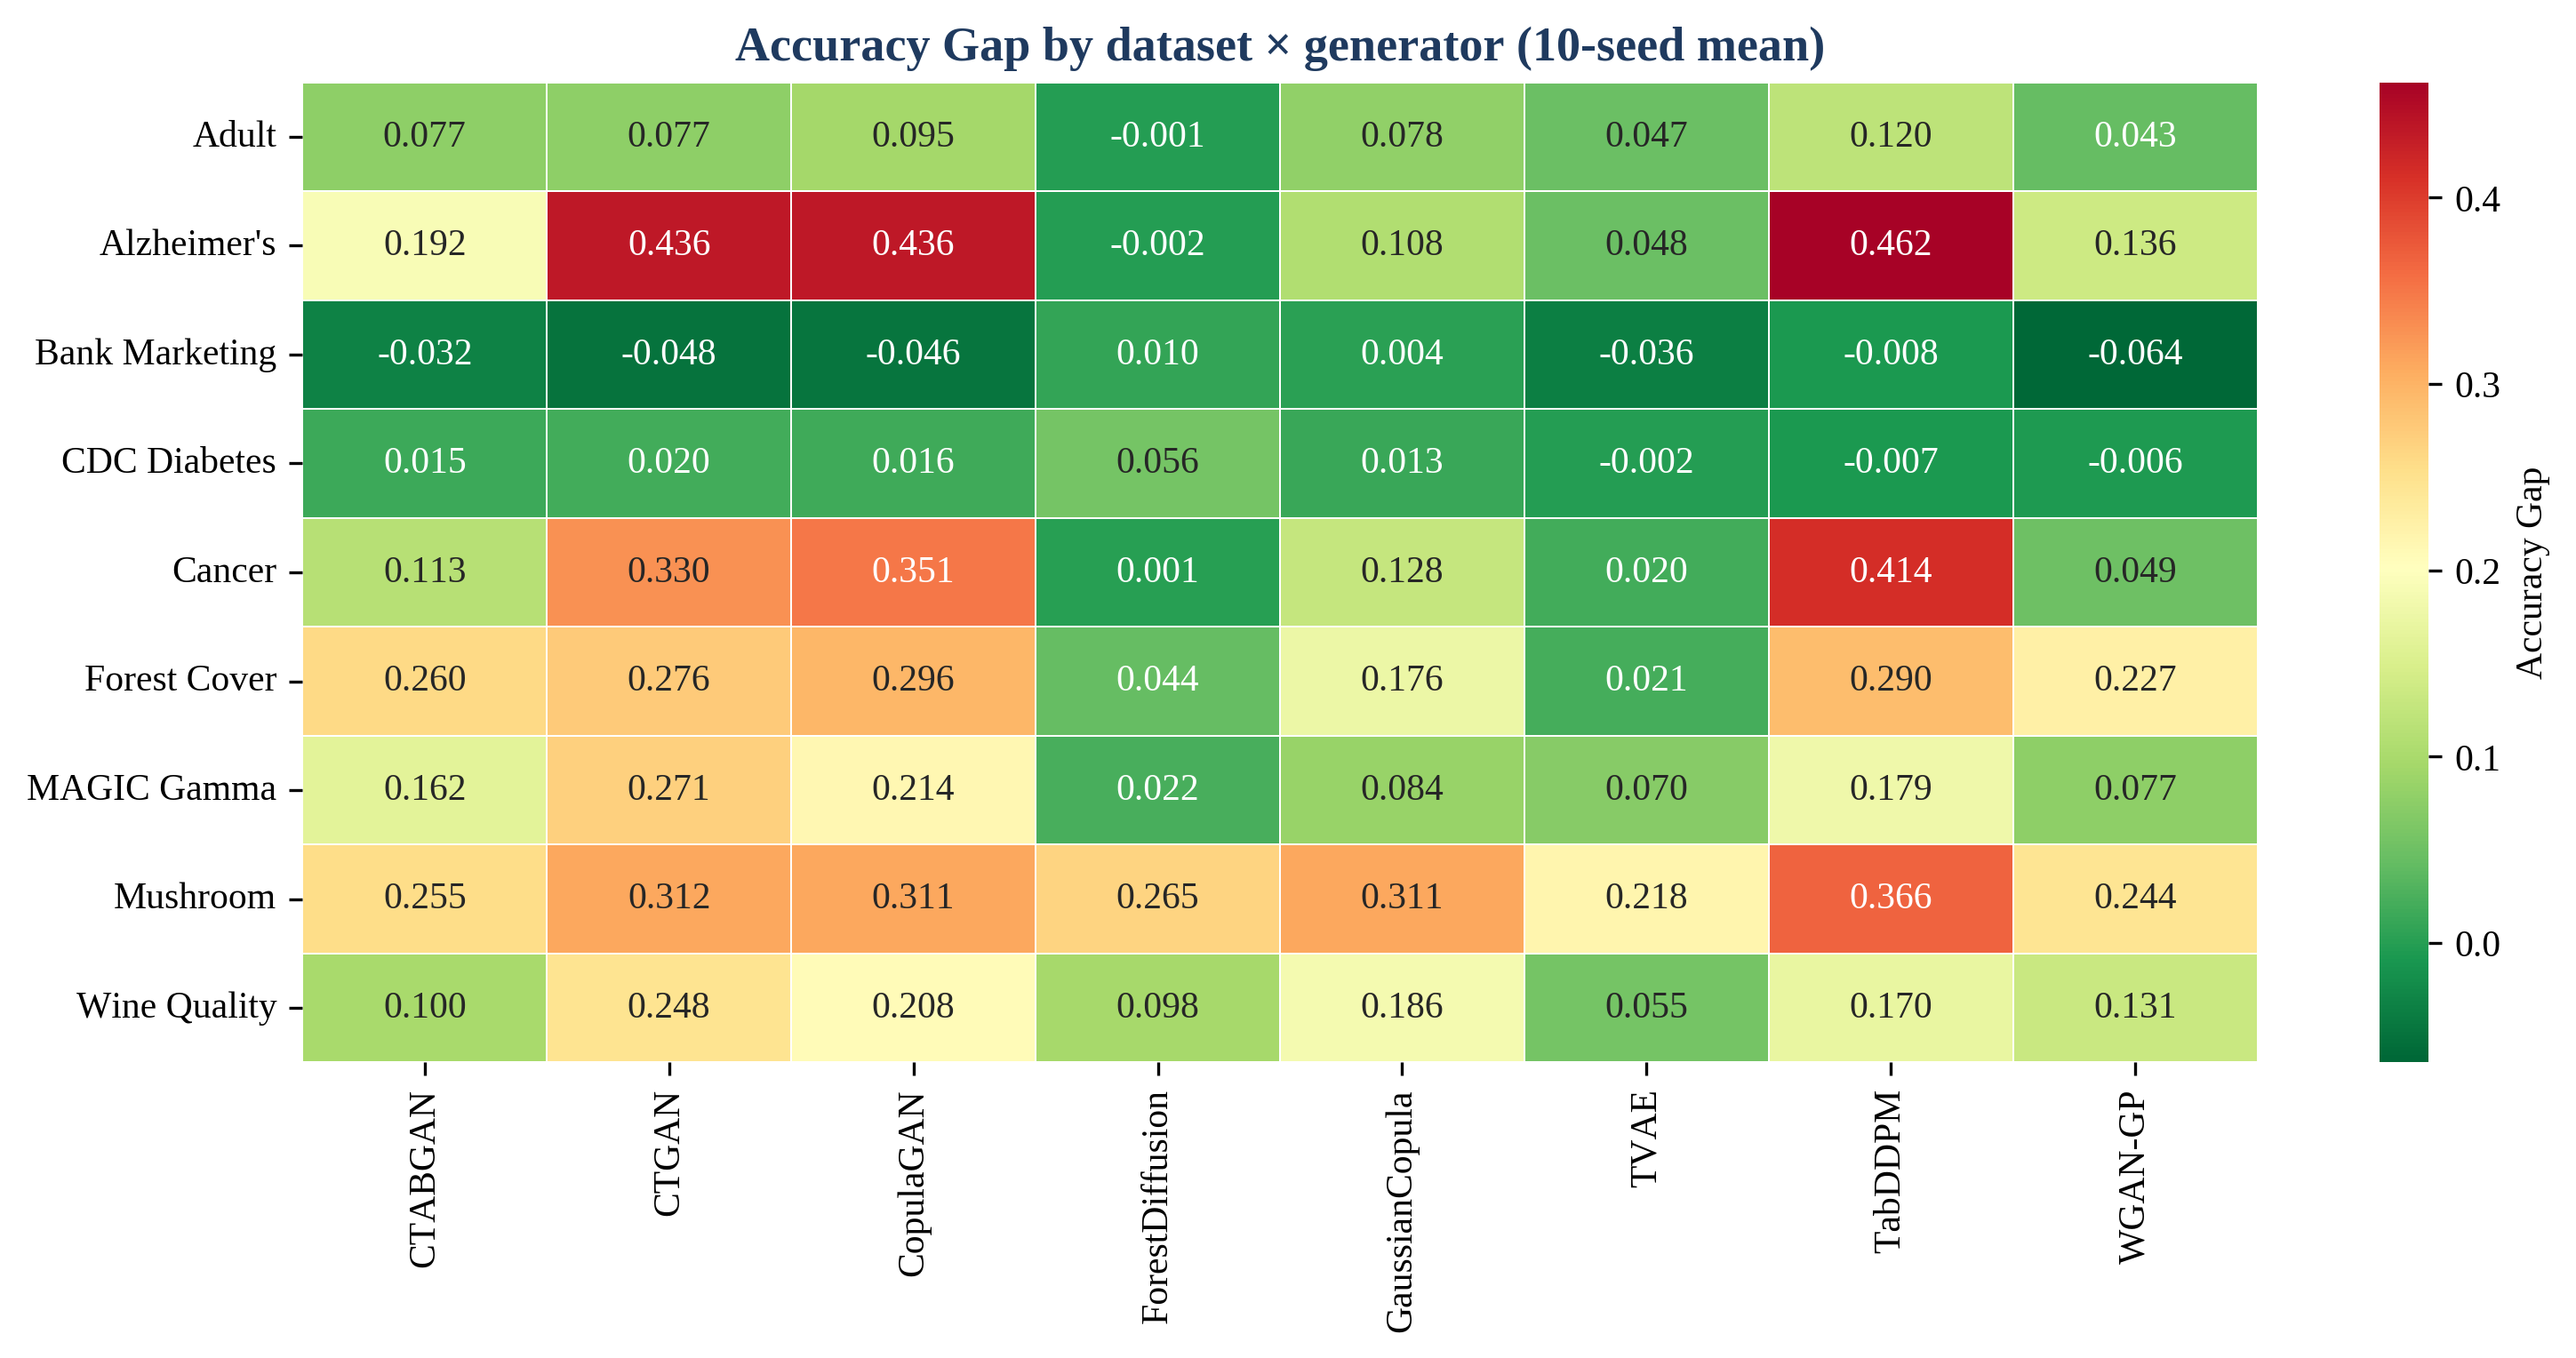 Accuracy Gap by dataset × generator (10-seed mean)
Adult 0.077 0.077 0.095 -0.001 0.078 0.047 0.120 0.043
Alzheimer's 0.192 0.436 0.436 -0.002 0.108 0.048 0.462 0.136
Bank Marketing -0.032 -0.048 -0.046 0.010 0.004 -0.036 -0.008 -0.064
CDC Diabetes 0.015 0.020 0.016 0.056 0.013 -0.002 -0.007 -0.006
Cancer 0.113 0.330 0.351 0.001 0.128 0.020 0.414 0.049
Forest Cover 0.260 0.276 0.296 0.044 0.176 0.021 0.290 0.227
MAGIC Gamma 0.162 0.271 0.214 0.022 0.084 0.070 0.179 0.077
Mushroom 0.255 0.312 0.311 0.265 0.311 0.218 0.366 0.244
Wine Quality 0.100 0.248 0.208 0.098 0.186 0.055 0.170 0.131
CTABGAN
CTGAN
CopulaGAN
ForestDiffusion
GaussianCopula
TVAE
TabDDPM
WGAN-GP
0.4
0.3
0.2
0.1
0.0
Accuracy Gap